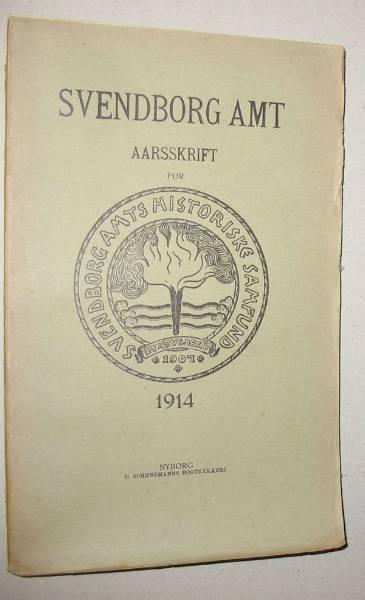 SVENDBORG AMT
AARSSKRIFT
FOR
SVENDBORG AMTS HISTORISKE SAMFUND
1907
1914
NYBORG
C. SCHØNEMANNS BOGTRYKKERI